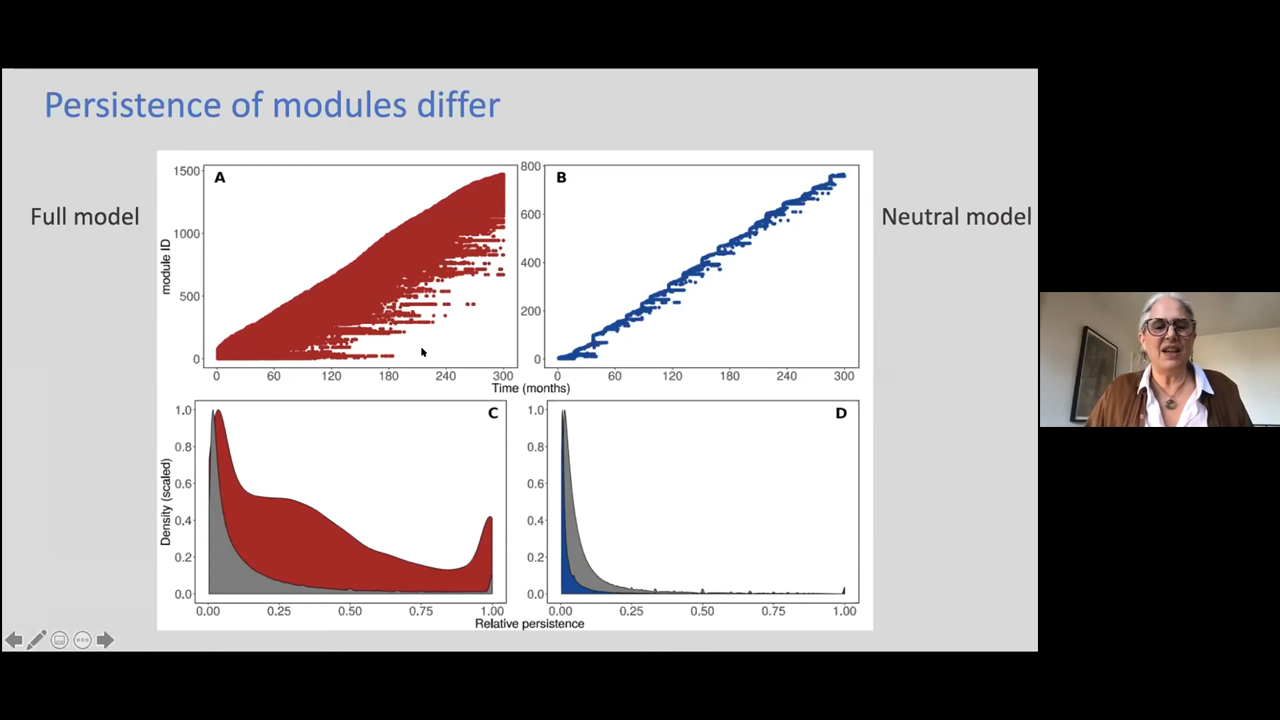 Persistence of modules differ
Full model
Neutral model
A
1500
1000
500
0
module ID
0 60 120 180 240 300
B
800
600
400
200
0
0 60 120 180 240 300
Time (months)
C
1.0
0.8
0.6
0.4
0.2
0.0
Density (scaled)
0.00 0.25 0.50 0.75 1.00
D
1.0
0.8
0.6
0.4
0.2
0.0
0.00 0.25 0.50 0.75 1.00
Relative persistence